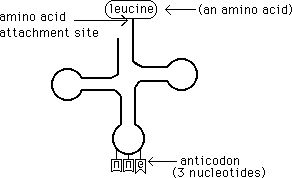 leucine
(an amino acid)
amino acid
attachment site
anticodon
(3 nucleotides)